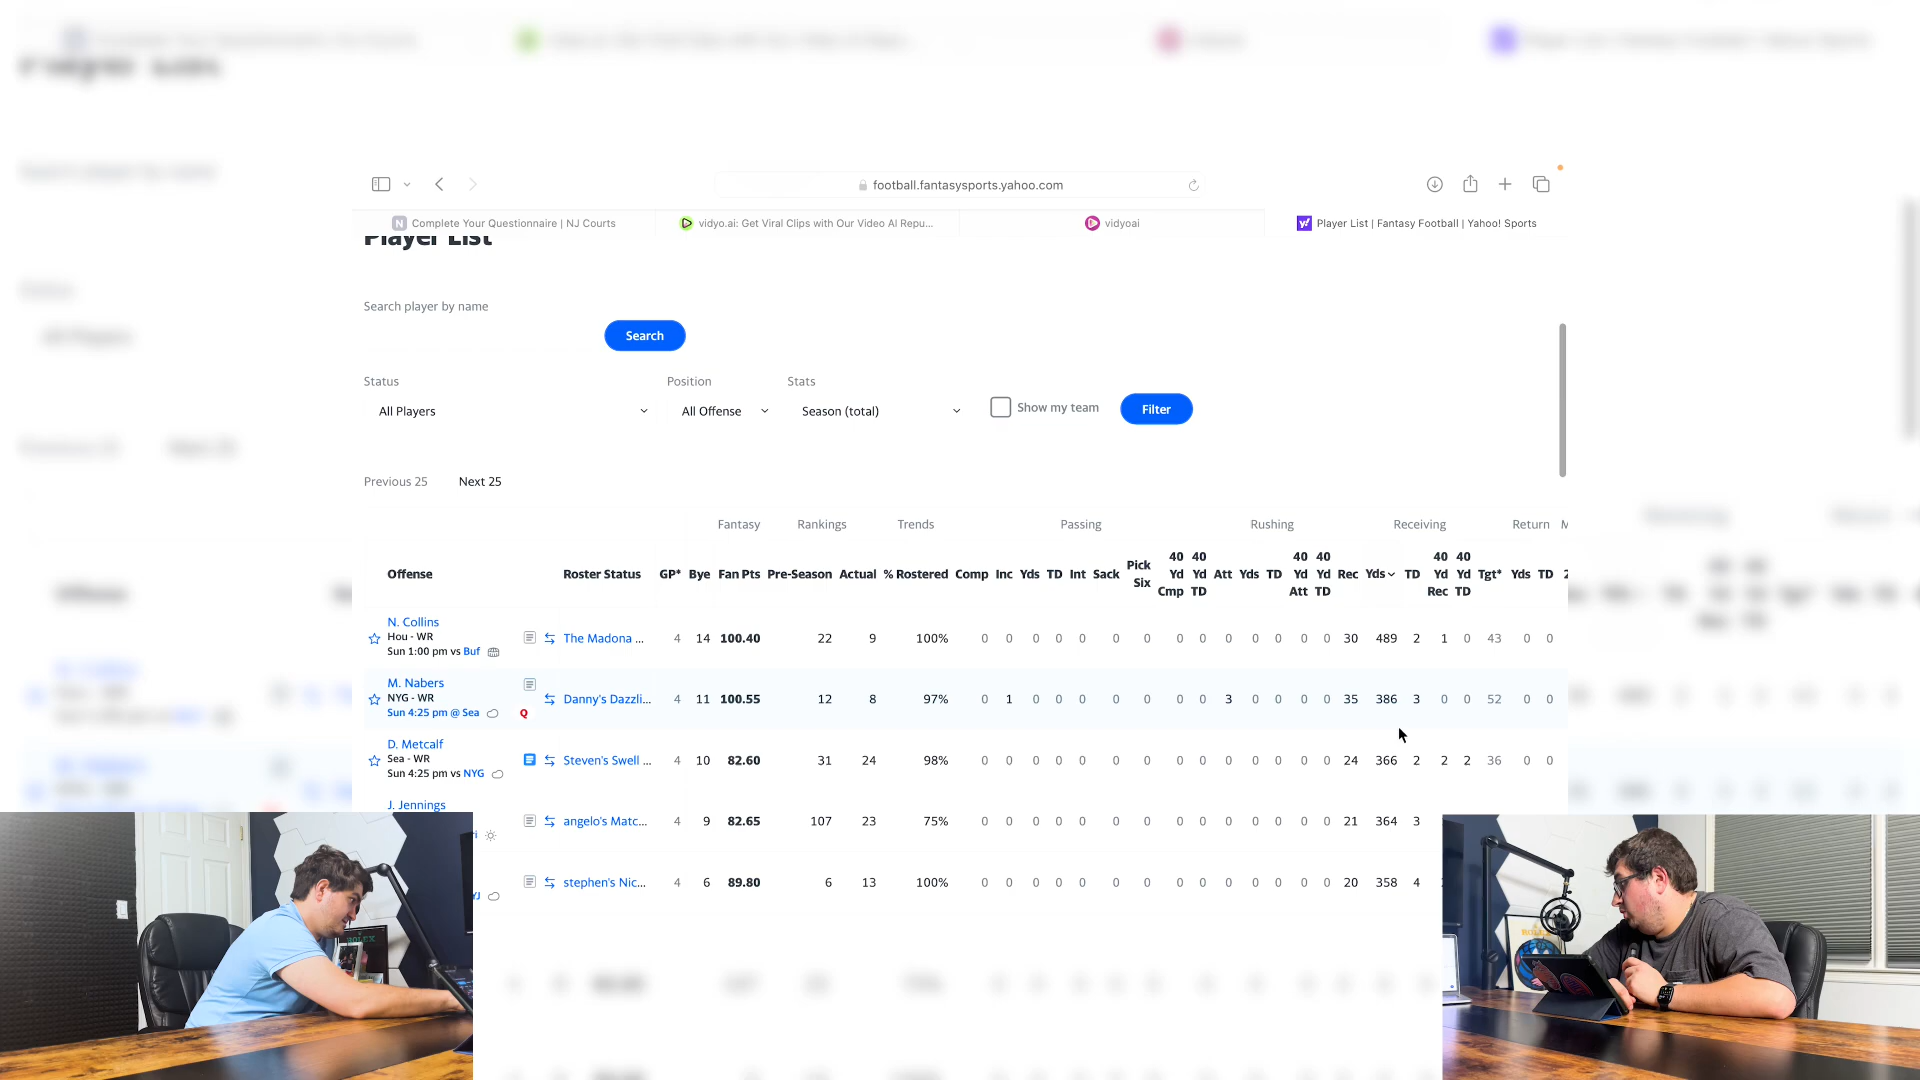 football.fantasysports.yahoo.com
Complete Your Questionnaire | NJ Courts
vidyo.ai: Get Viral Clips with Our Video AI Repu...
vidyoai
Player List | Fantasy Football | Yahoo! Sports
Player List
Search player by name
Search
Status Position Stats
All Players All Offense Season (total) Show my team Filter
Previous 25 Next 25
Fantasy Rankings Trends Passing Rushing Receiving Return
Offense Roster Status GP* Bye Fan Pts Pre-Season Actual % Rostered Comp Inc Yds TD Int Sack Pick Six 40 Yd Cmp 40 Yd TD Att Yds TD 40 Yd Att 40 Yd TD Rec Yds TD 40 Yd Rec 40 Yd TD Tgt* Yds TD
N. Collins
Hou - WR
Sun 1:00 pm vs Buf
The Madona ... 4 14 100.40 22 9 100% 0 0 0 0 0 0 0 0 0 0 0 0 0 0 30 489 2 1 0 43 0 0
M. Nabers
NYG - WR
Sun 4:25 pm @ Sea
Q
Danny's Dazzli... 4 11 100.55 12 8 97% 0 1 0 0 0 0 0 0 0 3 0 0 0 0 35 386 3 0 0 52 0 0
D. Metcalf
Sea - WR
Sun 4:25 pm vs NYG
Steven's Swell ... 4 10 82.60 31 24 98% 0 0 0 0 0 0 0 0 0 0 0 0 0 0 24 366 2 2 2 36 0 0
J. Jennings
angelo's Matc... 4 9 82.65 107 23 75% 0 0 0 0 0 0 0 0 0 0 0 0 0 0 21 364 3
stephen's Nic... 4 6 89.80 6 13 100% 0 0 0 0 0 0 0 0 0 0 0 0 0 0 20 358 4
ROLEX